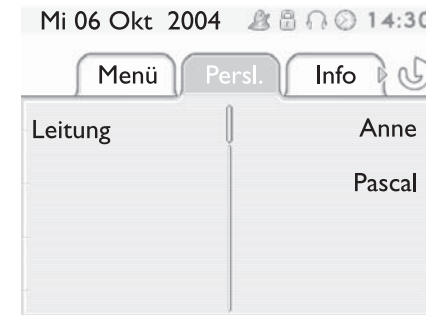 Mi 06 Okt 2004 14:30
Menü Persl. Info
Leitung Anne
Pascal